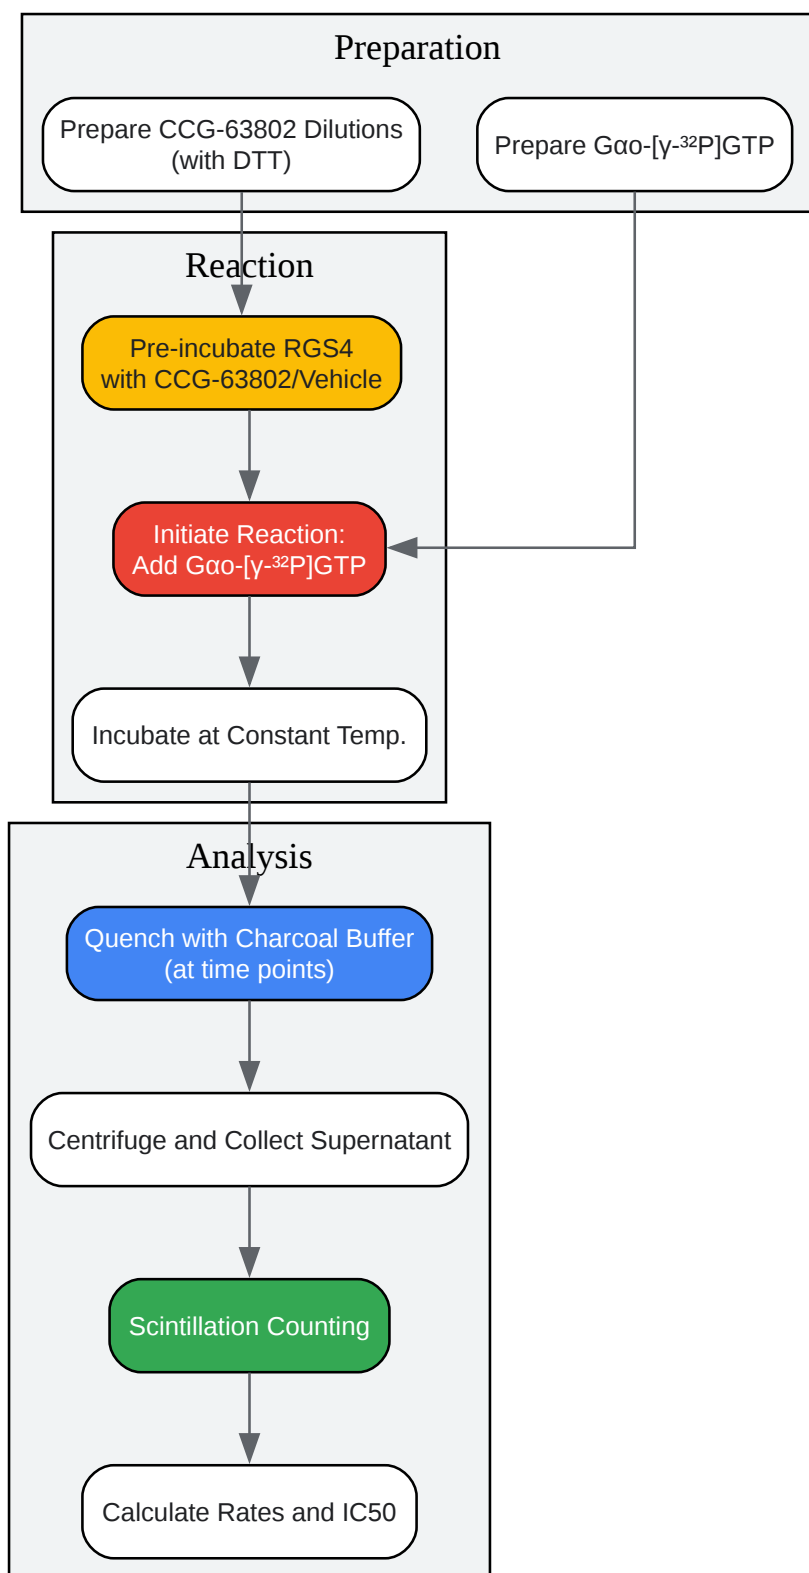 Preparation
Prepare CCG-63802 Dilutions
(with DTT)
Prepare Gαo-[γ-³²P]GTP
Reaction
Pre-incubate RGS4
with CCG-63802/Vehicle
Initiate Reaction:
Add Gαo-[γ-³²P]GTP
Incubate at Constant Temp.
Analysis
Quench with Charcoal Buffer
(at time points)
Centrifuge and Collect Supernatant
Scintillation Counting
Calculate Rates and IC50